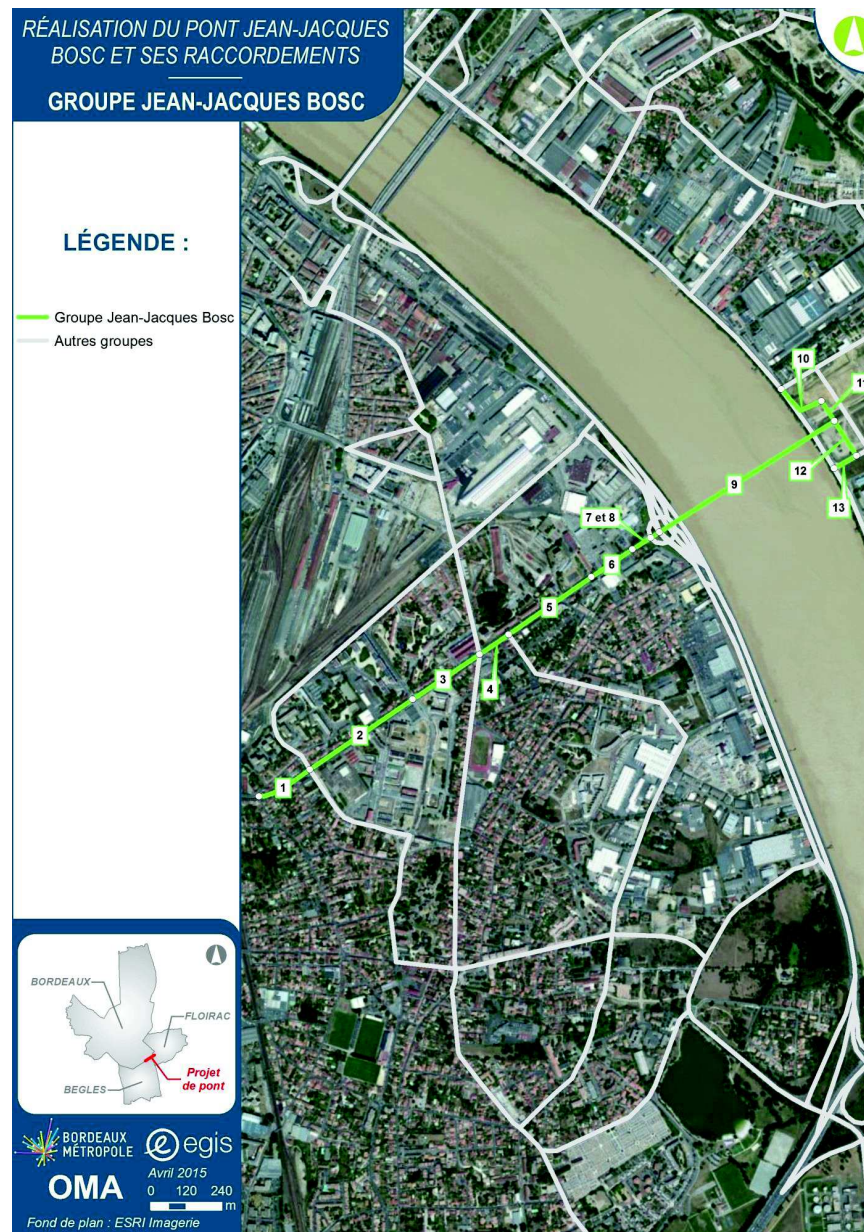 RÉALISATION DU PONT JEAN-JACQUES
BOSC ET SES RACCORDEMENTS
GROUPE JEAN-JACQUES BOSC
LÉGENDE :
Groupe Jean-Jacques Bosc
Autres groupes
10
11
12
13
9
7 et 8
6
5
4
3
2
1
BORDEAUX
FLOIRAC
BEGLES
Projet
de pont
BORDEAUX
MÉTROPOLE
egis
OMA
Avril 2015
0 120 240
m
Fond de plan : ESRI Imagerie